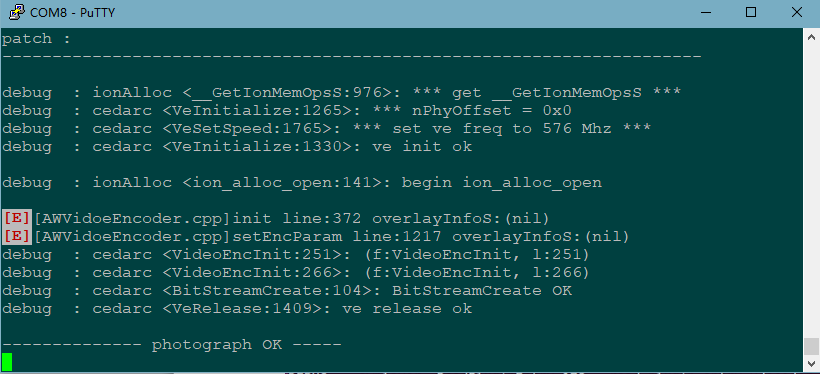 COM8 - PuTTY
patch :
----------------------------------------------------------------------
debug  : ionAlloc <__GetIonMemOpsS:976>: *** get __GetIonMemOpsS ***
debug  : cedarc <VeInitialize:1265>: *** nPhyOffset = 0x0
debug  : cedarc <VeSetSpeed:1765>: *** set ve freq to 576 Mhz ***
debug  : cedarc <VeInitialize:1330>: ve init ok
debug  : ionAlloc <ion_alloc_open:141>: begin ion_alloc_open
[E][AWVidoeEncoder.cpp]init line:372 overlayInfoS:(nil)
[E][AWVidoeEncoder.cpp]setEncParam line:1217 overlayInfoS:(nil)
debug  : cedarc <VideoEncInit:251>: (f:VideoEncInit, l:251)
debug  : cedarc <VideoEncInit:266>: (f:VideoEncInit, l:266)
debug  : cedarc <BitStreamCreate:104>: BitStreamCreate OK
debug  : cedarc <VeRelease:1409>: ve release ok
-------------- photograph OK -----